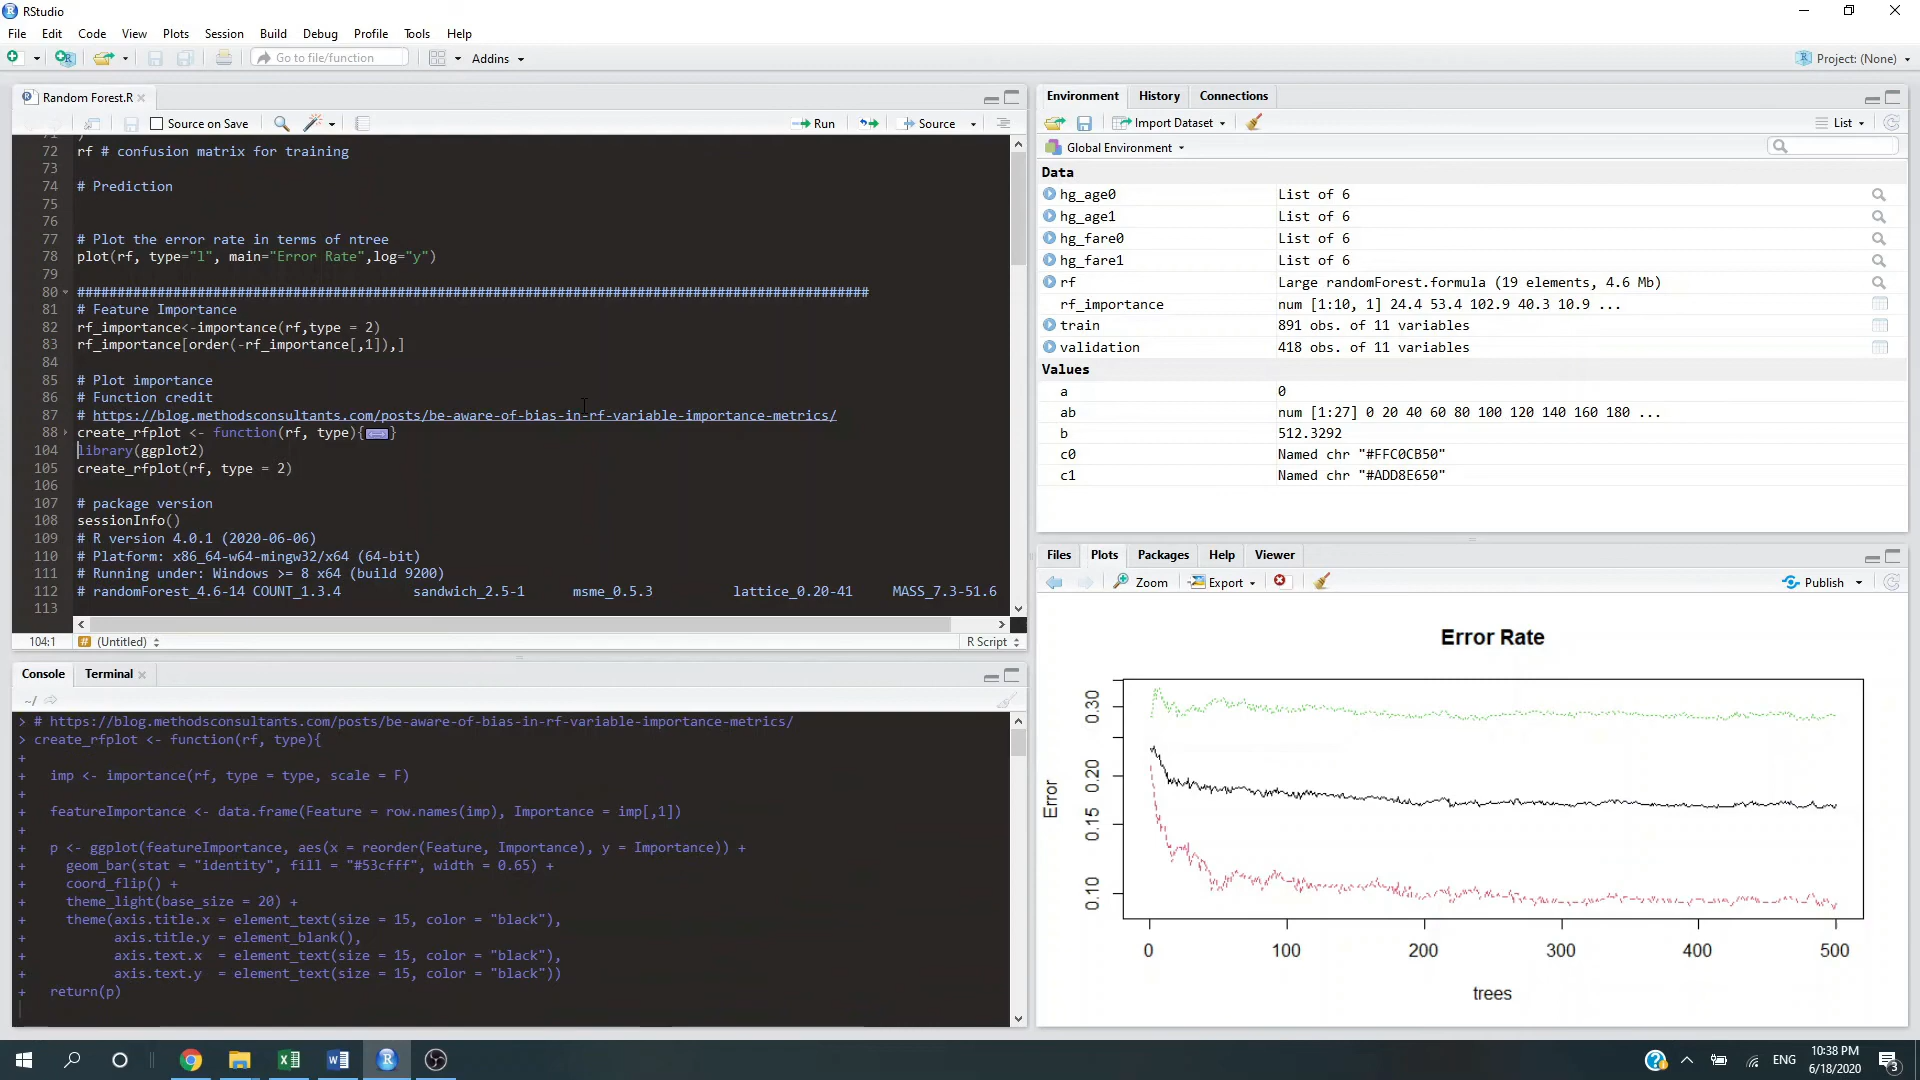 RStudio
File Edit Code View Plots Session Build Debug Profile Tools Help
Go to file/function Addins Project: (None)
Random Forest.R
Source on Save Run Source
72 rf # confusion matrix for training
73
74 # Prediction
75
76
77 # Plot the error rate in terms of ntree
78 plot(rf, type="l", main="Error Rate",log="y")
79
80 ###################################################################################################
81 # Feature Importance
82 rf_importance<-importance(rf,type = 2)
83 rf_importance[order(-rf_importance[,1]),]
84
85 # Plot importance
86 # Function credit
87 # https://blog.methodsconsultants.com/posts/be-aware-of-bias-in-rf-variable-importance-metrics/
88 create_rfplot <- function(rf, type){ }
104 library(ggplot2)
105 create_rfplot(rf, type = 2)
106
107 # package version
108 sessionInfo()
109 # R version 4.0.1 (2020-06-06)
110 # Platform: x86_64-w64-mingw32/x64 (64-bit)
111 # Running under: Windows >= 8 x64 (build 9200)
112 # randomForest_4.6-14 COUNT_1.3.4 sandwich_2.5-1 msme_0.5.3 lattice_0.20-41 MASS_7.3-51.6
113
104:1 # (Untitled) R Script
Console Terminal
~/
> # https://blog.methodsconsultants.com/posts/be-aware-of-bias-in-rf-variable-importance-metrics/
> create_rfplot <- function(rf, type){
+
+ imp <- importance(rf, type = type, scale = F)
+
+ featureImportance <- data.frame(Feature = row.names(imp), Importance = imp[,1])
+
+ p <- ggplot(featureImportance, aes(x = reorder(Feature, Importance), y = Importance)) +
+ geom_bar(stat = "identity", fill = "#53cfff", width = 0.65) +
+ coord_flip() +
+ theme_light(base_size = 20) +
+ theme(axis.title.x = element_text(size = 15, color = "black"),
+ axis.title.y = element_blank(),
+ axis.text.x = element_text(size = 15, color = "black"),
+ axis.text.y = element_text(size = 15, color = "black"))
+ return(p)
Environment History Connections
Import Dataset List
Global Environment
Data
hg_age0 List of 6
hg_age1 List of 6
hg_fare0 List of 6
hg_fare1 List of 6
rf Large randomForest.formula (19 elements, 4.6 Mb)
rf_importance num [1:10, 1] 24.4 53.4 102.9 40.3 10.9 ...
train 891 obs. of 11 variables
validation 418 obs. of 11 variables
Values
a 0
ab num [1:27] 0 20 40 60 80 100 120 140 160 180 ...
b 512.3292
c0 Named chr "#FFC0CB50"
c1 Named chr "#ADD8E650"
Files Plots Packages Help Viewer
Zoom Export Publish
Error Rate
Error
0.30
0.20
0.15
0.10
0 100 200 300 400 500
trees
ENG
10:38 PM
6/18/2020
3